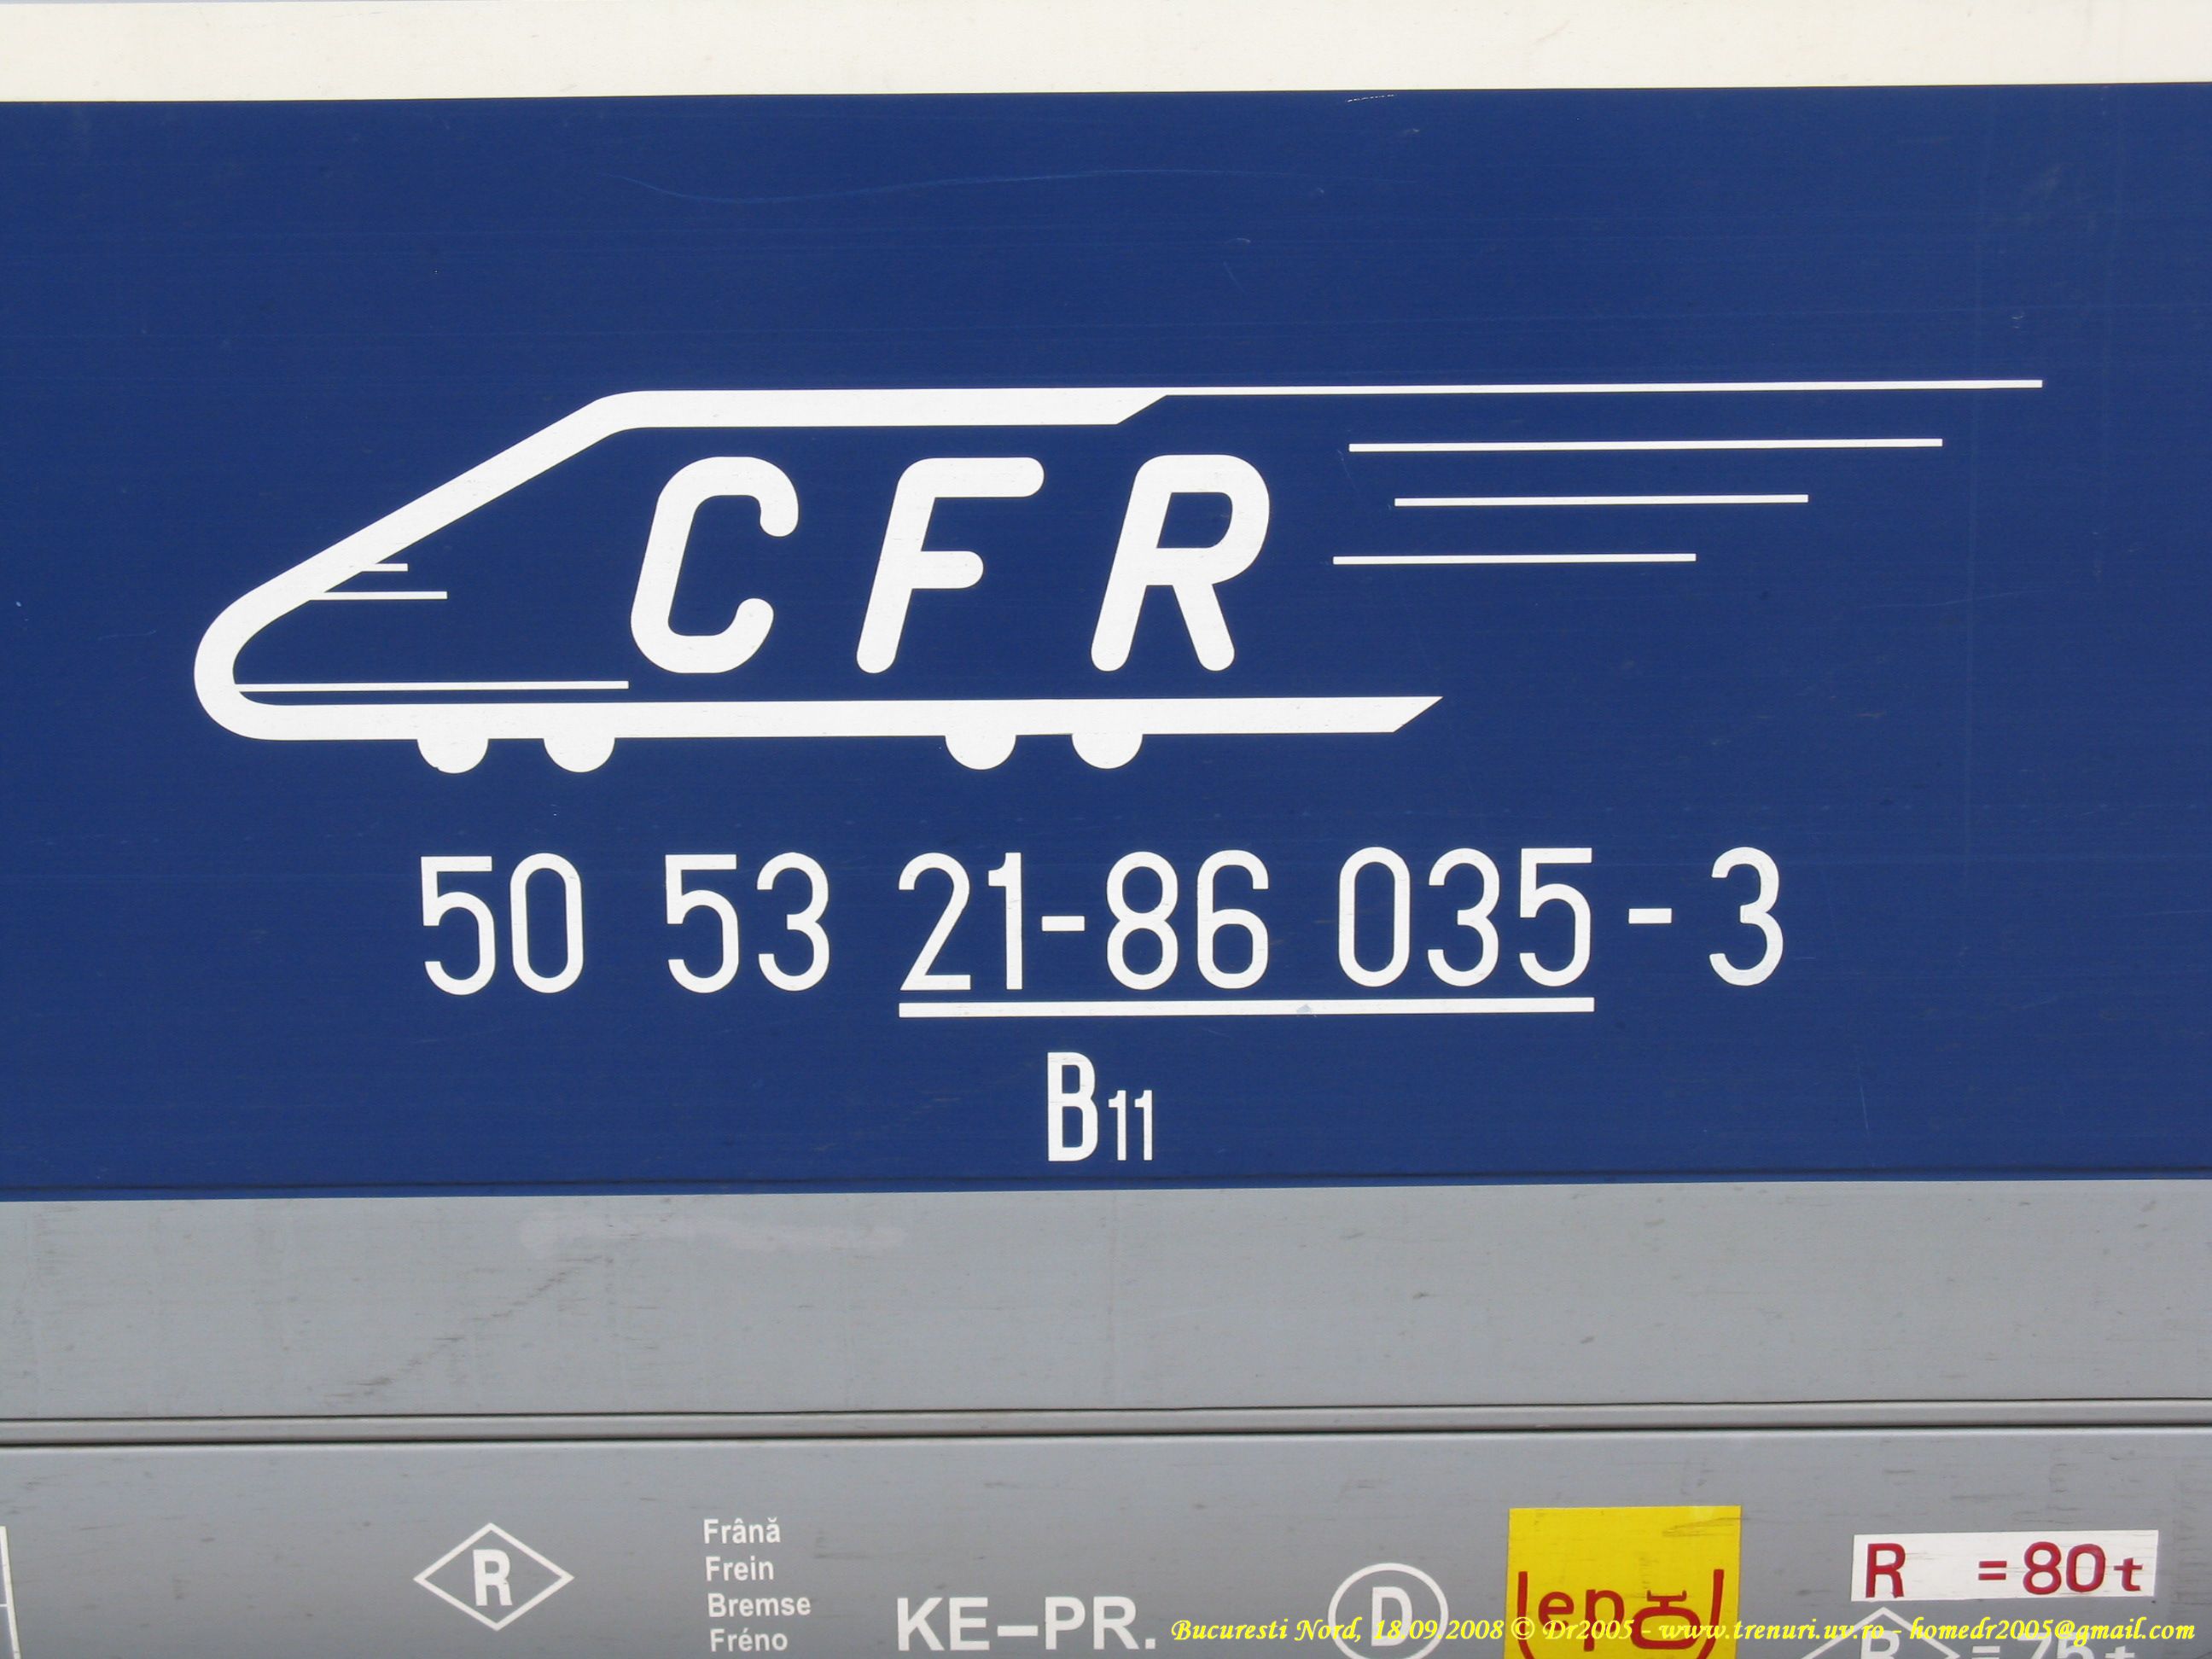 CFR
50 53 21-86 035-3
B11
R
Frână
Frein
Bremse
Fréno
KE-PR.
D
R =80t
R =75t
Bucuresti Nord, 18 09 2008 © Dr2005 - www.trenuri.uv.ro - homedr2005@gmail.com